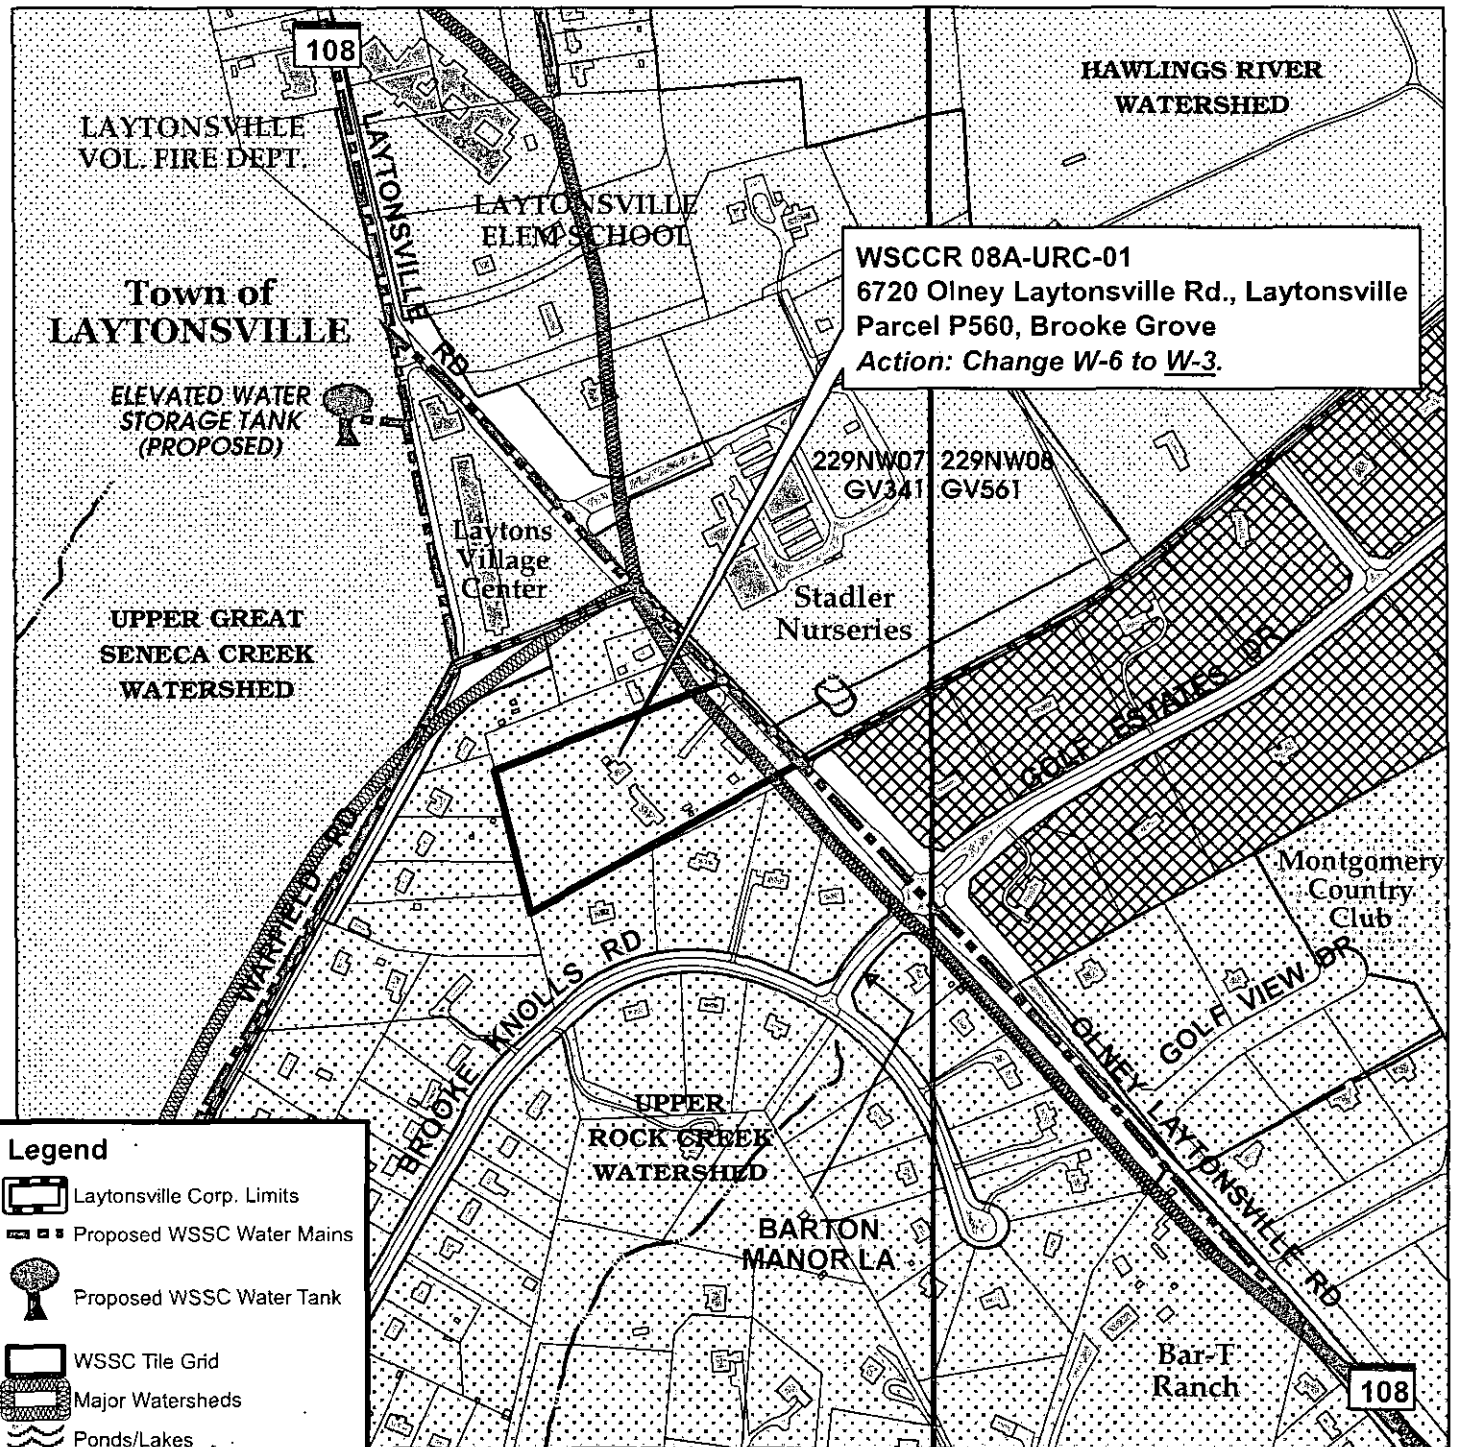 108
HAWLINGS RIVER
WATERSHED
LAYTONSVILLE
VOL. FIRE DEPT.
LAYTONSVILLE RD
LAYTONSVILLE
ELEM SCHOOL
WSCCR 08A-URC-01
6720 Olney Laytonsville Rd., Laytonsville
Parcel P560, Brooke Grove
Action: Change W-6 to W-3.
Town of
LAYTONSVILLE
ELEVATED WATER
STORAGE TANK
(PROPOSED)
229NW07 229NW08
GV341 GV561
Laytons
Village
Center
Stadler
Nurseries
UPPER GREAT
SENECA CREEK
WATERSHED
GOLF ESTATES DR
WARFIELD RD
Montgomery
Country
Club
GOLF VIEW DR
BROOKE KNOLLS RD
OLNEY LAYTONSVILLE RD
UPPER
ROCK CREEK
WATERSHED
BARTON
MANOR LA
Bar-T
Ranch
108
Legend
Laytonsville Corp. Limits
Proposed WSSC Water Mains
Proposed WSSC Water Tank
WSSC Tile Grid
Major Watersheds
Ponds/Lakes